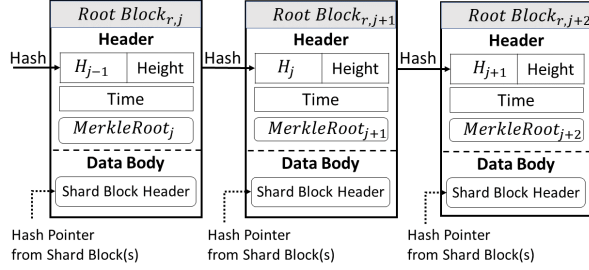 Root Block_{r,j}
Header
Hash
H_{j-1} Height
Time
MerkleRoot_j
Data Body
Shard Block Header
Hash Pointer
from Shard Block(s)
Root Block_{r,j+1}
Header
Hash
H_j Height
Time
MerkleRoot_{j+1}
Data Body
Shard Block Header
Hash Pointer
from Shard Block(s)
Root Block_{r,j+2}
Header
Hash
H_{j+1} Height
Time
MerkleRoot_{j+2}
Data Body
Shard Block Header
Hash Pointer
from Shard Block(s)